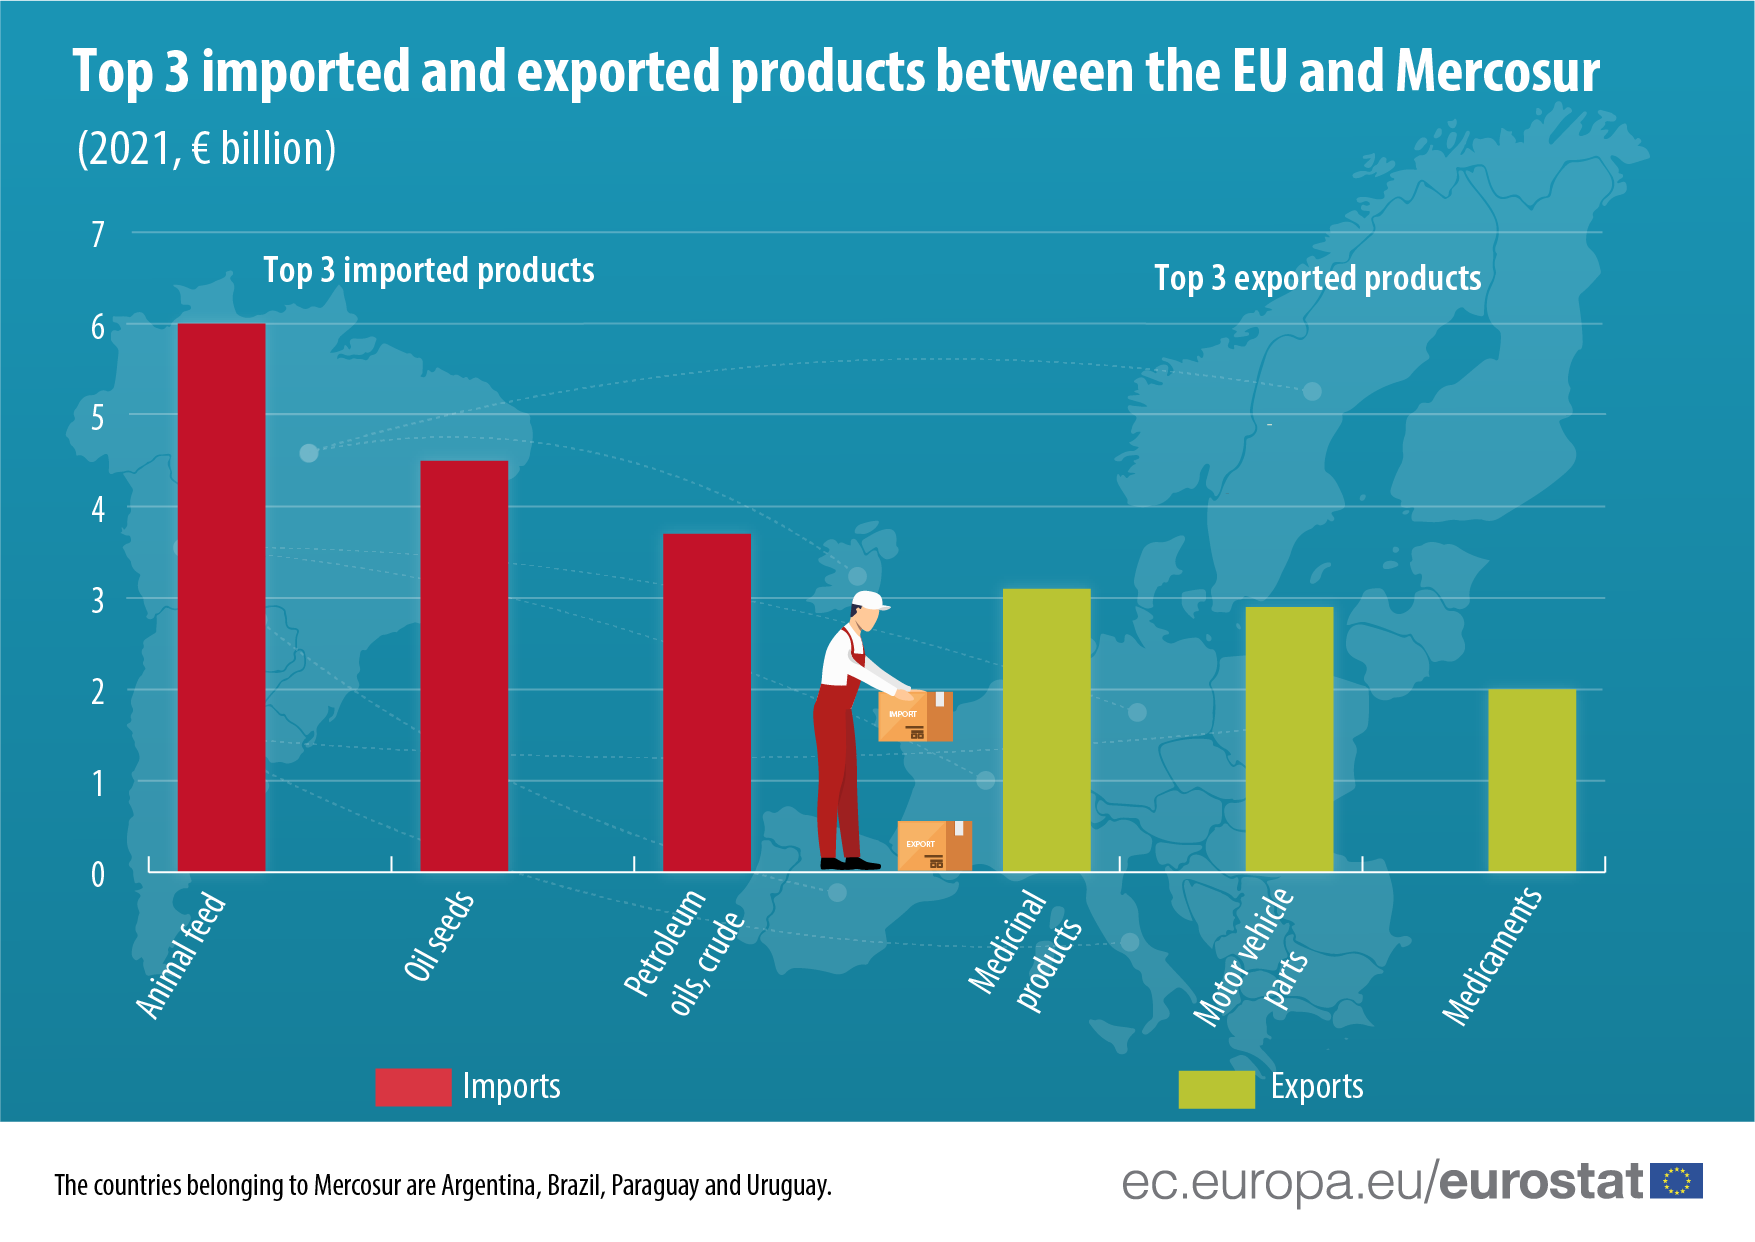 Top 3 imported and exported products between the EU and Mercosur
(2021, € billion)
Top 3 imported products
Top 3 exported products
7
6
5
4
3
2
1
0
IMPORT
EXPORT
Animal feed
Oil seeds
Petroleum
oils, crude
Medicinal
products
Motor vehicle
parts
Medicaments
Imports
Exports
The countries belonging to Mercosur are Argentina, Brazil, Paraguay and Uruguay.
ec.europa.eu/eurostat